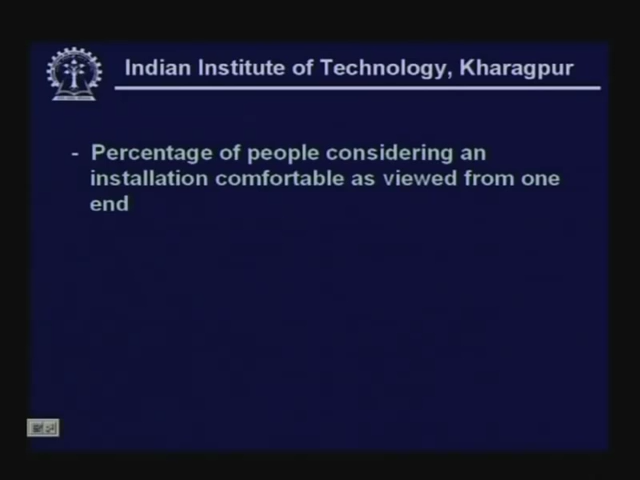 Indian Institute of Technology, Kharagpur
- Percentage of people considering an
installation comfortable as viewed from one
end